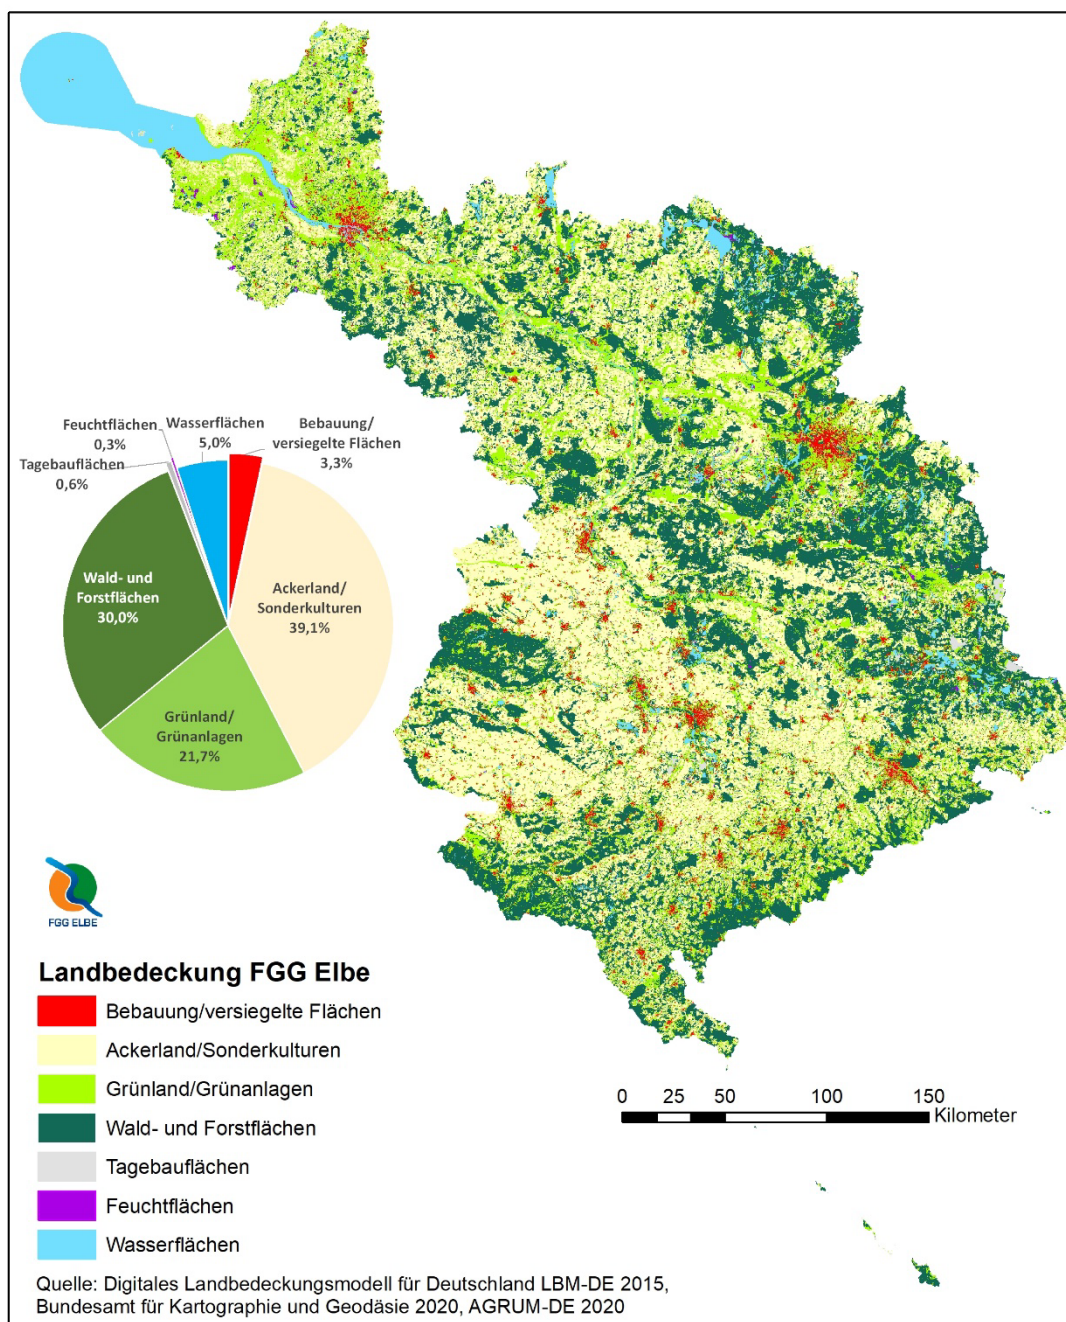 Feuchtflächen
0,3%
Wasserflächen
5,0%
Bebauung/
versiegelte Flächen
3,3%
Tagebauflächen
0,6%
Wald- und
Forstflächen
30,0%
Ackerland/
Sonderkulturen
39,1%
Grünland/
Grünanlagen
21,7%
FGG ELBE
Landbedeckung FGG Elbe
Bebauung/versiegelte Flächen
Ackerland/Sonderkulturen
Grünland/Grünanlagen
Wald- und Forstflächen
Tagebauflächen
Feuchtflächen
Wasserflächen
0 25 50 100 150
Kilometer
Quelle: Digitales Landbedeckungsmodell für Deutschland LBM-DE 2015,
Bundesamt für Kartographie und Geodäsie 2020, AGRUM-DE 2020